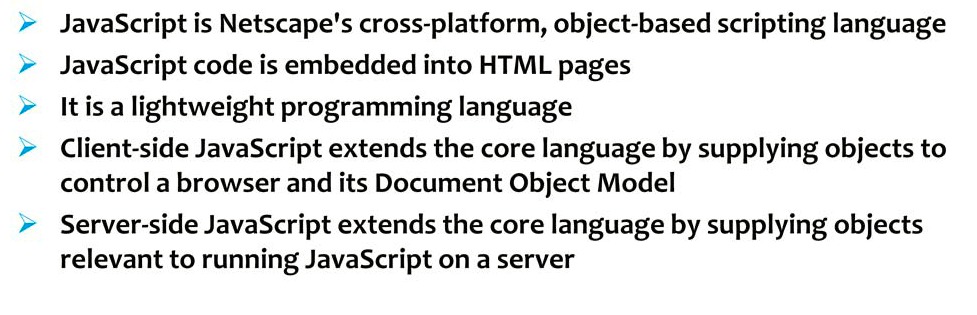 JavaScript is Netscape's cross-platform, object-based scripting language
JavaScript code is embedded into HTML pages
It is a lightweight programming language
Client-side JavaScript extends the core language by supplying objects to
control a browser and its Document Object Model
Server-side JavaScript extends the core language by supplying objects
relevant to running JavaScript on a server